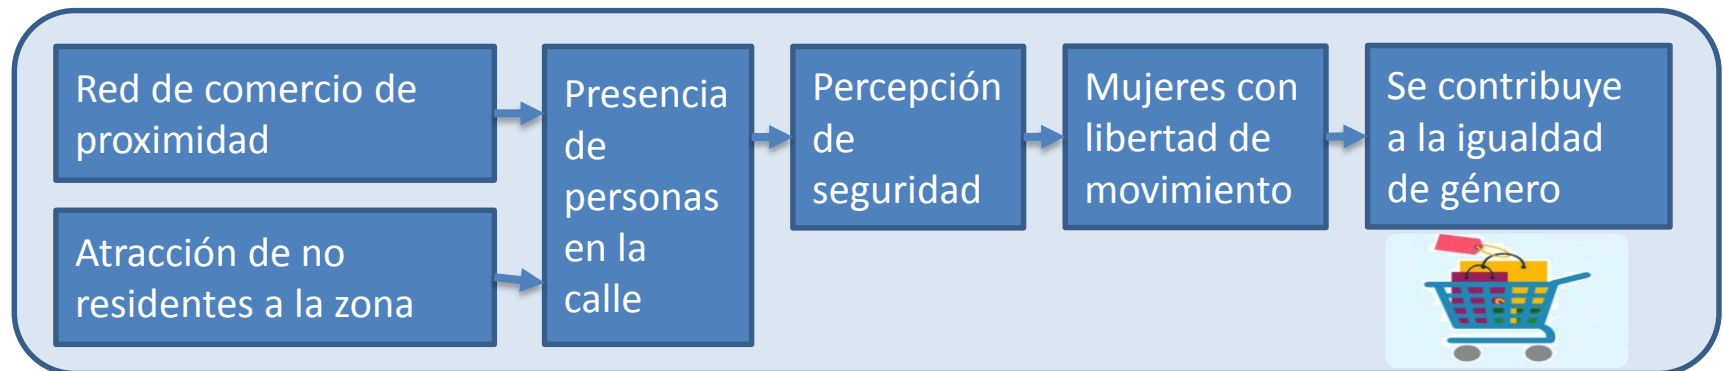 Red de comercio de
proximidad
Atracción de no
residentes a la zona
Presencia
de
personas
en la
calle
Percepción
de
seguridad
Mujeres con
libertad de
movimiento
Se contribuye
a la igualdad
de género